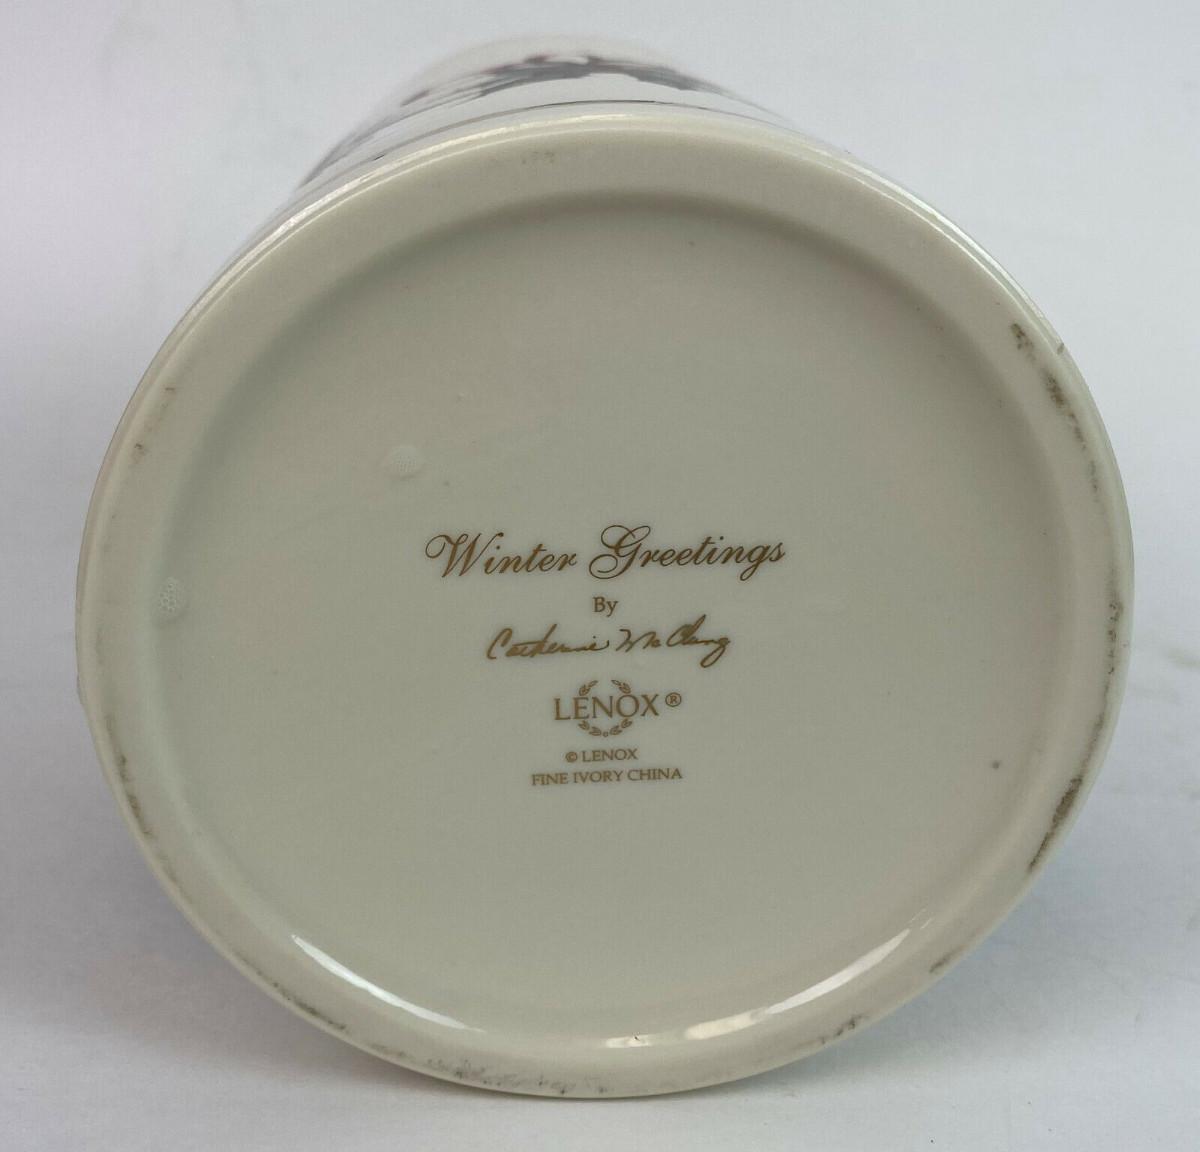 Winter Greetings
By
Catherine McClung
LENOX®
© LENOX
FINE IVORY CHINA